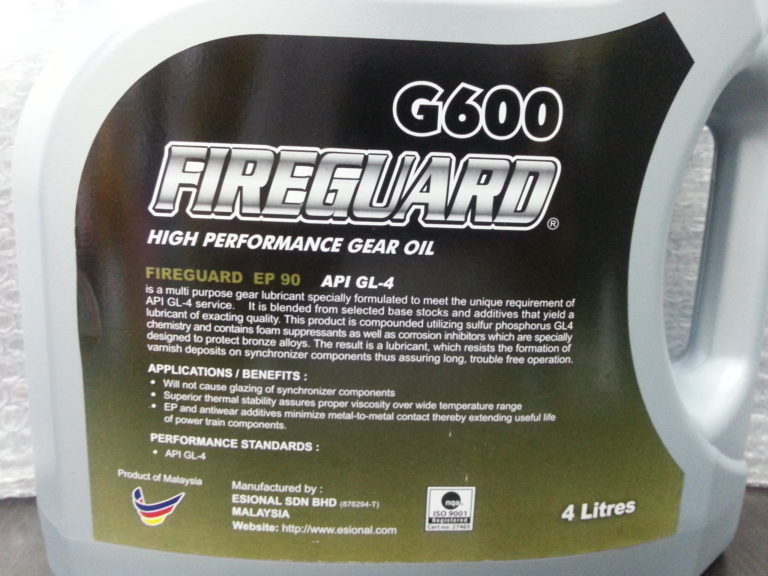 G600
FIREGUARD®
HIGH PERFORMANCE GEAR OIL
FIREGUARD EP 90 API GL-4
is a multi purpose gear lubricant specially formulated to meet the unique requirement of
API GL-4 service. It is blended from selected base stocks and additives that yield a
lubricant of exacting quality. This product is compounded utilizing sulfur phosphorus GL4
chemistry and contains foam suppressants as well as corrosion inhibitors which are specially
designed to protect bronze alloys. The result is a lubricant, which resists the formation of
varnish deposits on synchronizer components thus assuring long, trouble free operation.
APPLICATIONS / BENEFITS :
• Will not cause glazing of synchronizer components
• Superior thermal stability assures proper viscosity over wide temperature range
• EP and antiwear additives minimize metal-to-metal contact thereby extending useful life
of power train components.
PERFORMANCE STANDARDS :
• API GL-4
Product of Malaysia
Manufactured by :
ESIONAL SDN BHD (876294-T)
MALAYSIA
Website: http://www.esional.com
nqa
ISO 9001
Registered
Cert no: 27463
4 Litres